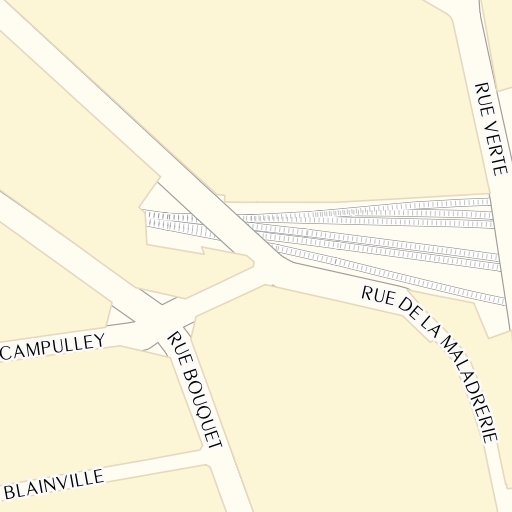 RUE VERTE
RUE DE LA MALADRERIE
CAMPULLEY
RUE BOUQUET
BLAINVILLE